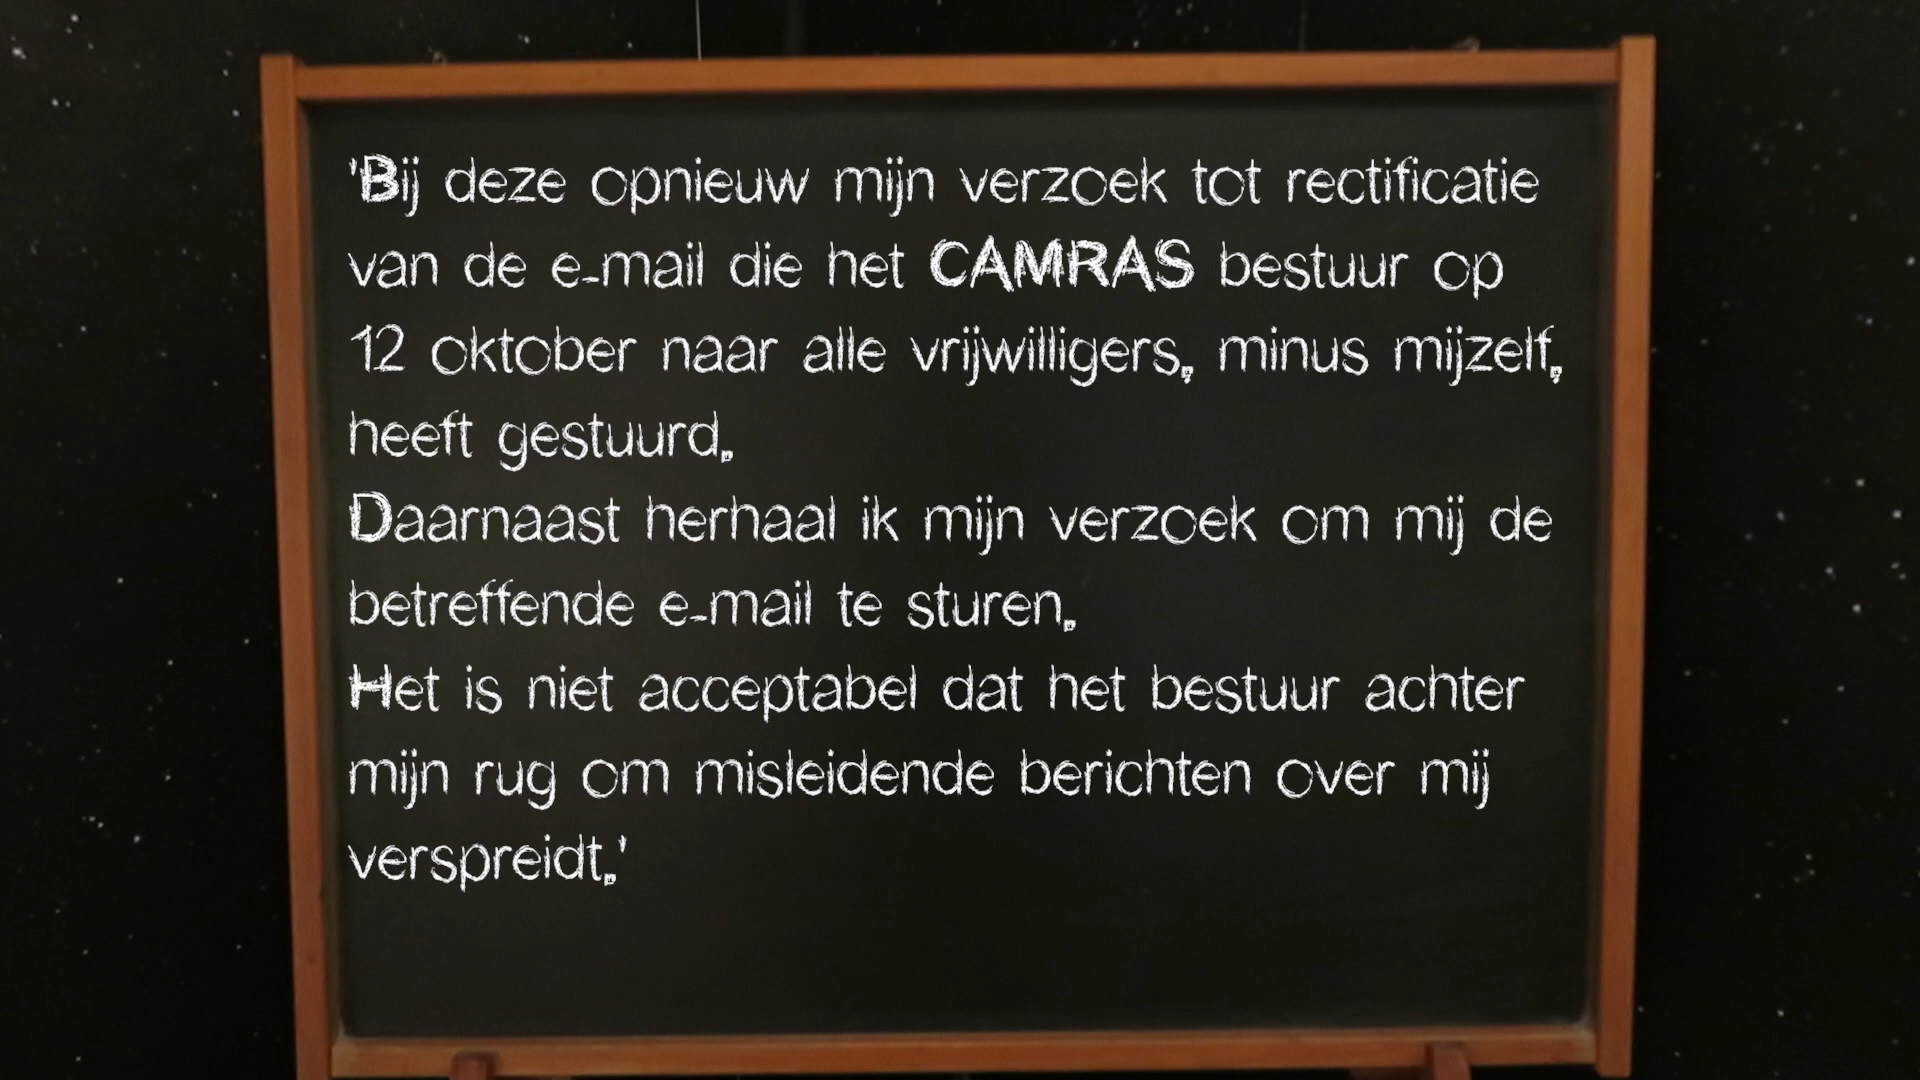 'Bij deze opnieuw mijn verzoek tot rectificatie
van de e-mail die het CAMRAS bestuur op
12 oktober naar alle vrijwilligers, minus mijzelf,
heeft gestuurd.
Daarnaast herhaal ik mijn verzoek om mij de
betreffende e-mail te sturen.
Het is niet acceptabel dat het bestuur achter
mijn rug om misleidende berichten over mij
verspreidt.'